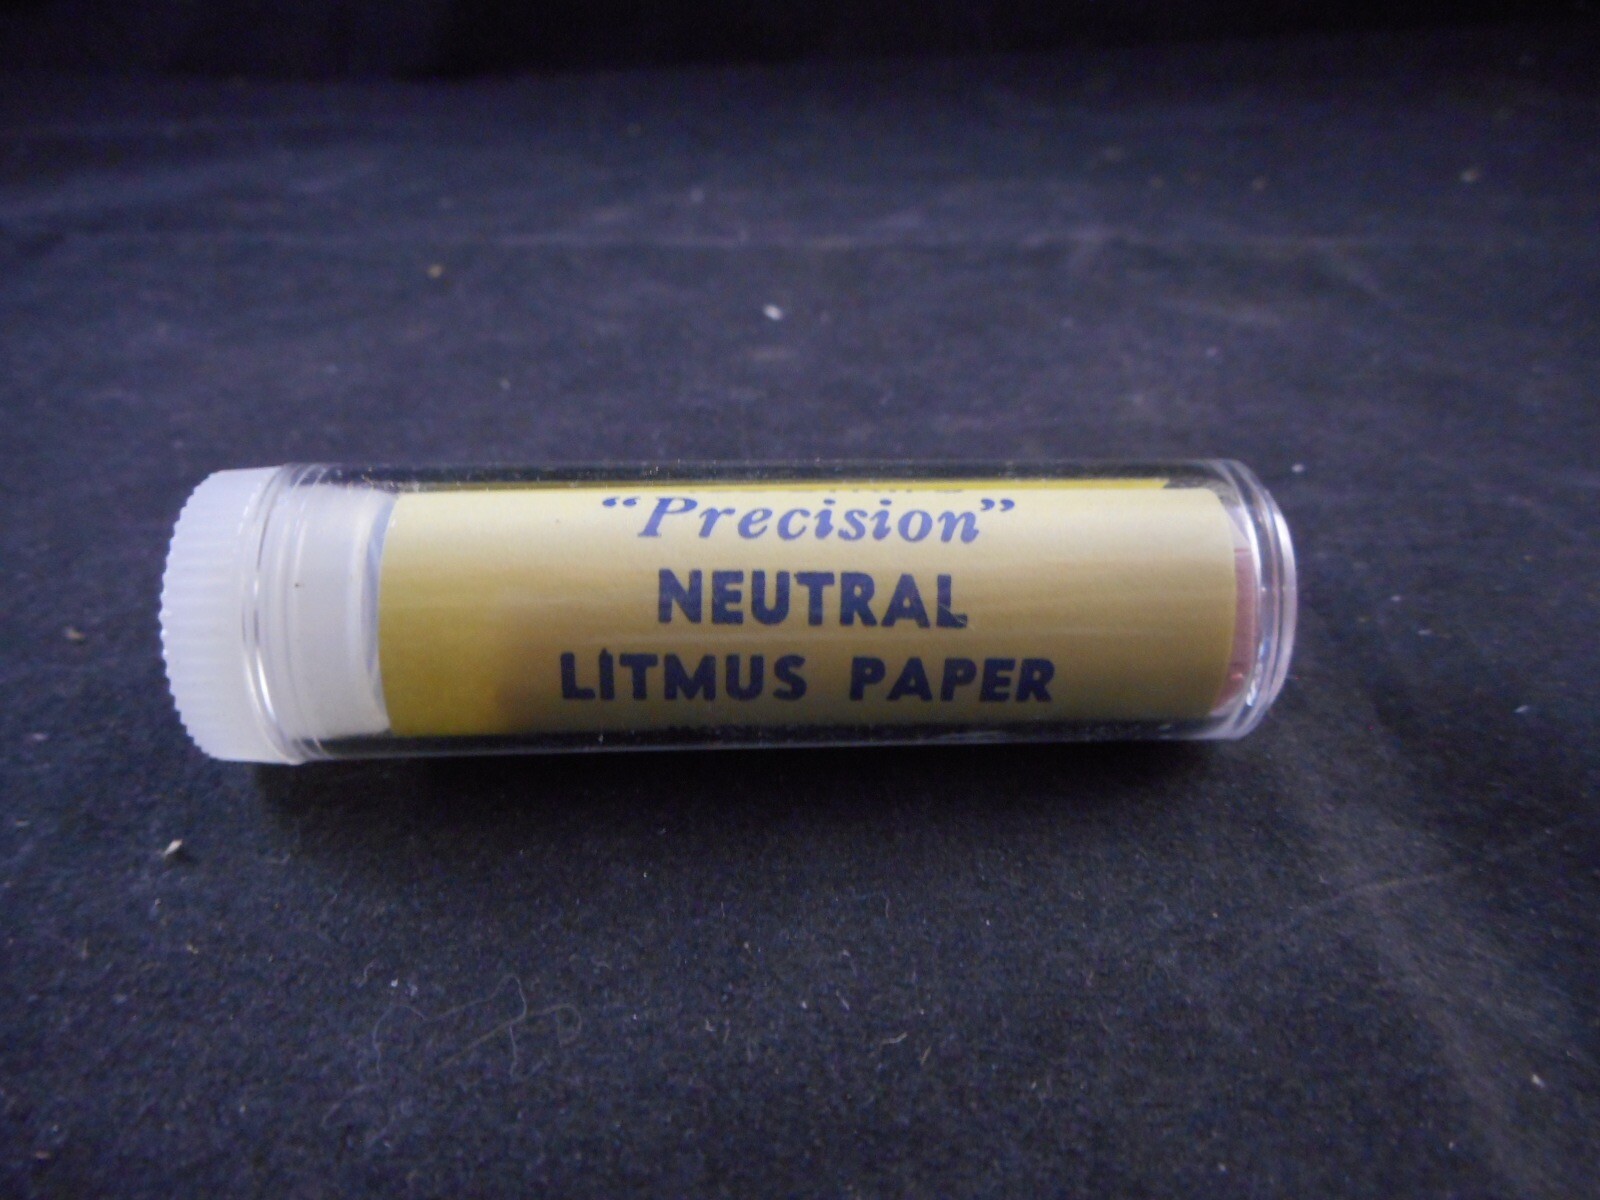 "Precision"
NEUTRAL
LITMUS PAPER